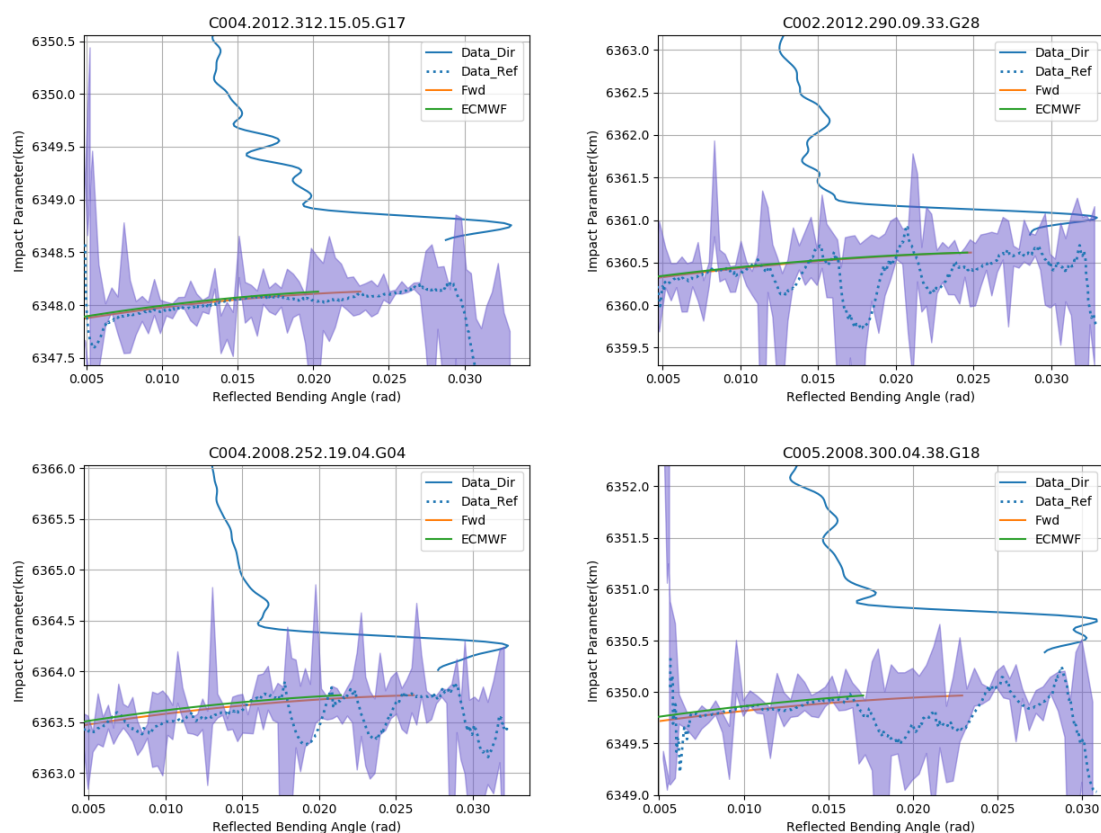 C004.2012.312.15.05.G17
6350.5
6350.0
6349.5
6349.0
6348.5
6348.0
6347.5
Impact Parameter(km)
Data_Dir
Data_Ref
Fwd
ECMWF
0.005
0.010
0.015
0.020
0.025
0.030
Reflected Bending Angle (rad)
C002.2012.290.09.33.G28
6363.0
6362.5
6362.0
6361.5
6361.0
6360.5
6360.0
6359.5
Impact Parameter(km)
Data_Dir
Data_Ref
Fwd
ECMWF
0.005
0.010
0.015
0.020
0.025
0.030
Reflected Bending Angle (rad)
C004.2008.252.19.04.G04
6366.0
6365.5
6365.0
6364.5
6364.0
6363.5
6363.0
Impact Parameter(km)
Data_Dir
Data_Ref
Fwd
ECMWF
0.005
0.010
0.015
0.020
0.025
0.030
Reflected Bending Angle (rad)
C005.2008.300.04.38.G18
6352.0
6351.5
6351.0
6350.5
6350.0
6349.5
6349.0
Impact Parameter(km)
Data_Dir
Data_Ref
Fwd
ECMWF
0.005
0.010
0.015
0.020
0.025
0.030
Reflected Bending Angle (rad)